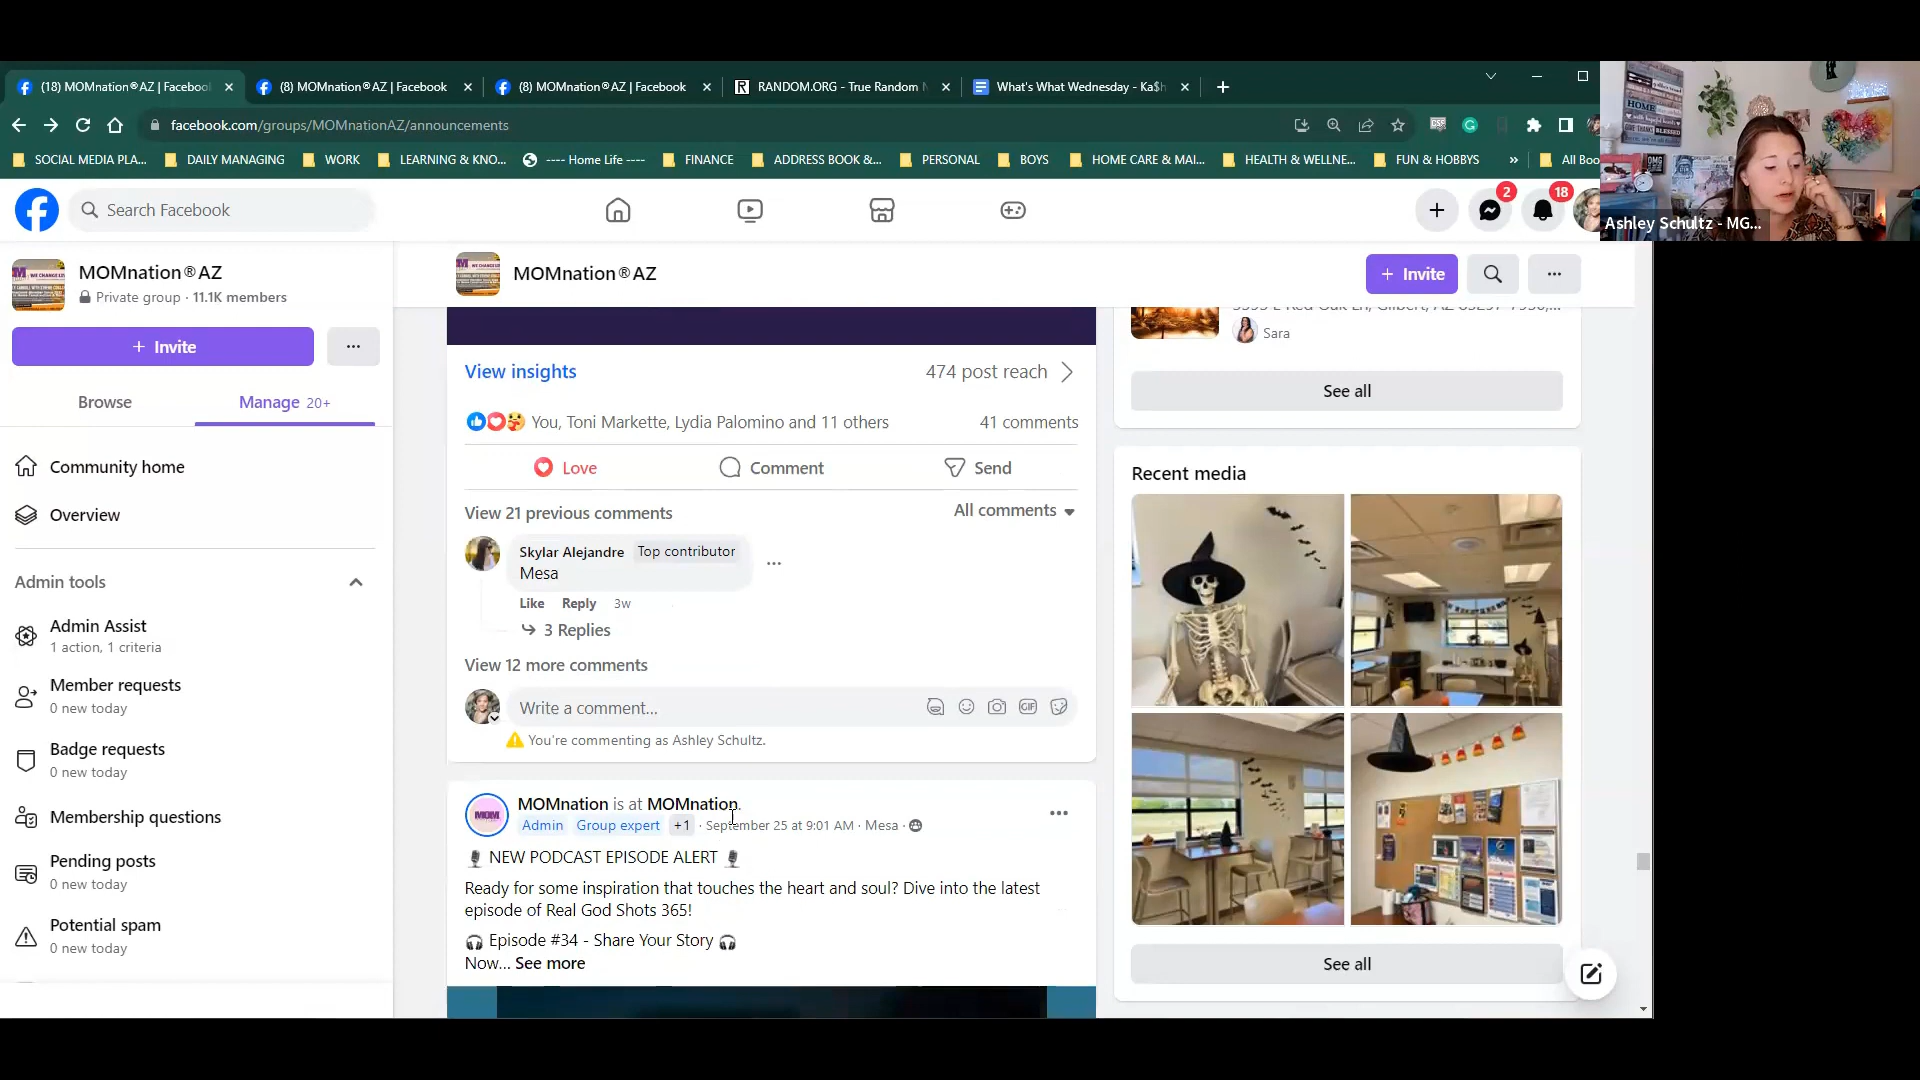 (18) MOMnation®AZ | Facebook
(8) MOMnation®AZ | Facebook
(8) MOMnation®AZ | Facebook
RANDOM.ORG - True Random
What's What Wednesday - Ka$h
facebook.com/groups/MOMnationAZ/announcements
SOCIAL MEDIA PLA...
DAILY MANAGING
WORK
LEARNING & KNO...
---- Home Life ----
FINANCE
ADDRESS BOOK &...
PERSONAL
BOYS
HOME CARE & MAI...
HEALTH & WELLNE...
FUN & HOBBYS
»
All Boo
Ashley Schultz - MG...
Search Facebook
2
18
MOMnation®AZ
Private group · 11.1K members
+ Invite
...
Browse
Manage 20+
Community home
Overview
Admin tools
Admin Assist
1 action, 1 criteria
Member requests
0 new today
Badge requests
0 new today
Membership questions
Pending posts
0 new today
Potential spam
0 new today
MOMnation®AZ
+ Invite
View insights
474 post reach
You, Toni Markette, Lydia Palomino and 11 others
41 comments
Love
Comment
Send
View 21 previous comments
All comments
Skylar Alejandre Top contributor
Mesa
Like Reply 3w
3 Replies
View 12 more comments
Write a comment...
GIF
You're commenting as Ashley Schultz.
MOMnation is at MOMnation.
Admin Group expert +1 · September 25 at 9:01 AM · Mesa ·
NEW PODCAST EPISODE ALERT
Ready for some inspiration that touches the heart and soul? Dive into the latest
episode of Real God Shots 365!
Episode #34 - Share Your Story
Now... See more
Sara
See all
Recent media
See all